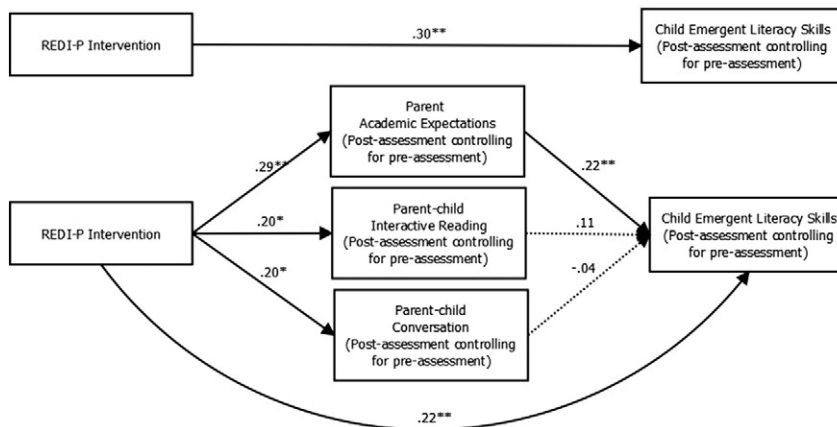 REDI-P Intervention
.30**
Child Emergent Literacy Skills
(Post-assessment controlling
for pre-assessment)
Parent
Academic Expectations
(Post-assessment controlling
for pre-assessment)
.29**
.22**
REDI-P Intervention
.20*
Parent-child
Interactive Reading
(Post-assessment controlling
for pre-assessment)
.11
Child Emergent Literacy Skills
(Post-assessment controlling
for pre-assessment)
.20*
-.04
Parent-child
Conversation
(Post-assessment controlling
for pre-assessment)
.22**